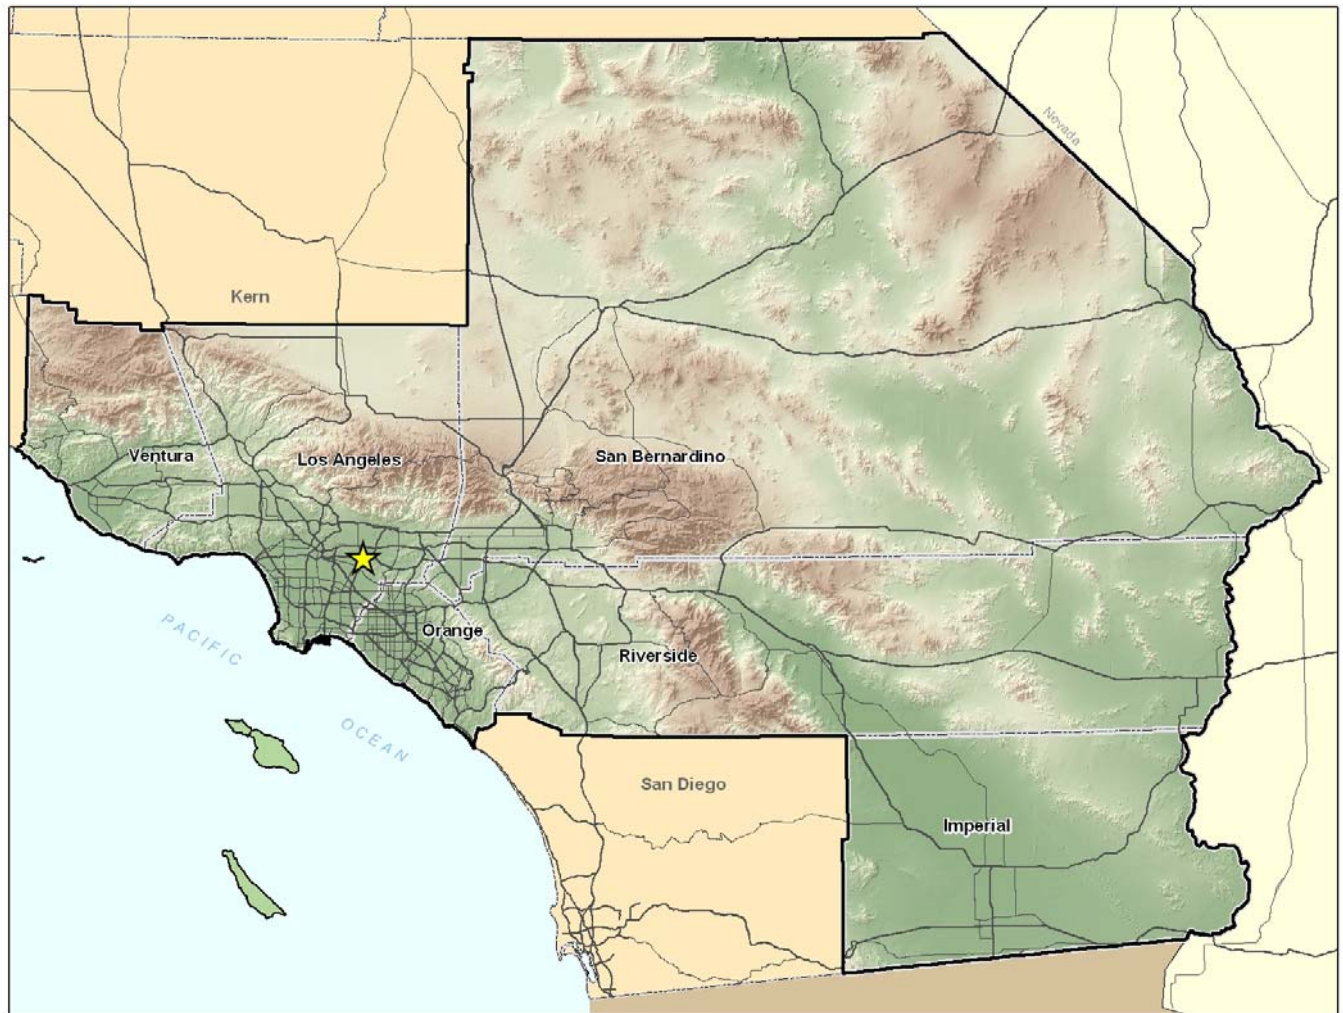 Nevada
Kern
Ventura
Los Angeles
San Bernardino
Orange
Riverside
PACIFIC
OCEAN
San Diego
Imperial